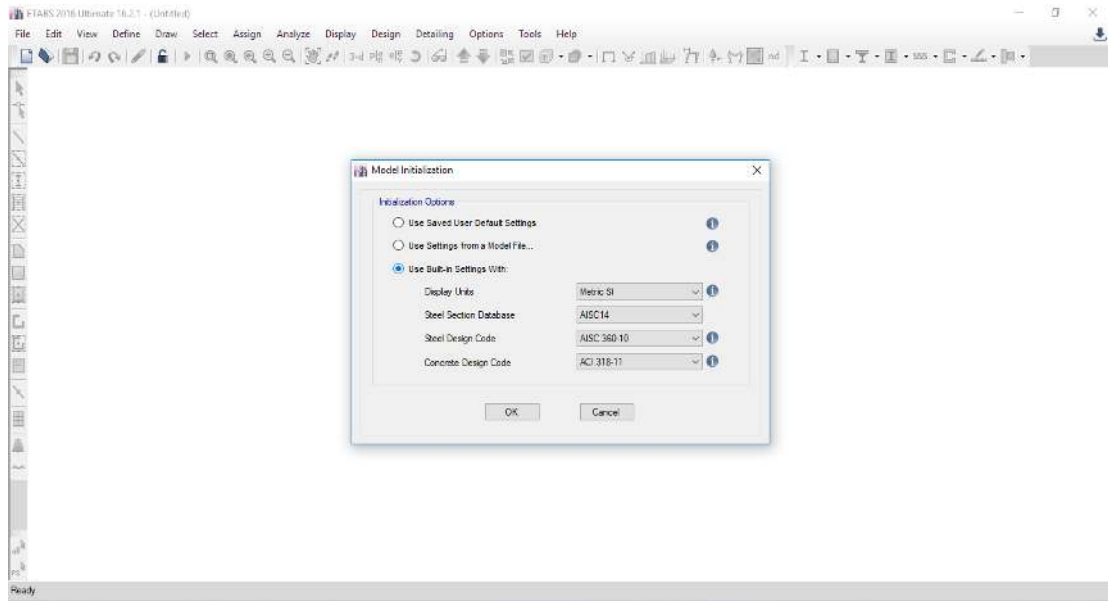 ETABS 2016 Ultimate 16.2.1 - (Untitled)
File Edit View Define Draw Select Assign Analyze Display Design Detailing Options Tools Help
Model Initialization
Initialization Options
Use Saved User Default Settings
Use Settings from a Model File...
Use Built-in Settings With:
Display Units Metric SI
Steel Section Database AISC14
Steel Design Code AISC 360-10
Concrete Design Code ACI 318-11
OK Cancel
Ready